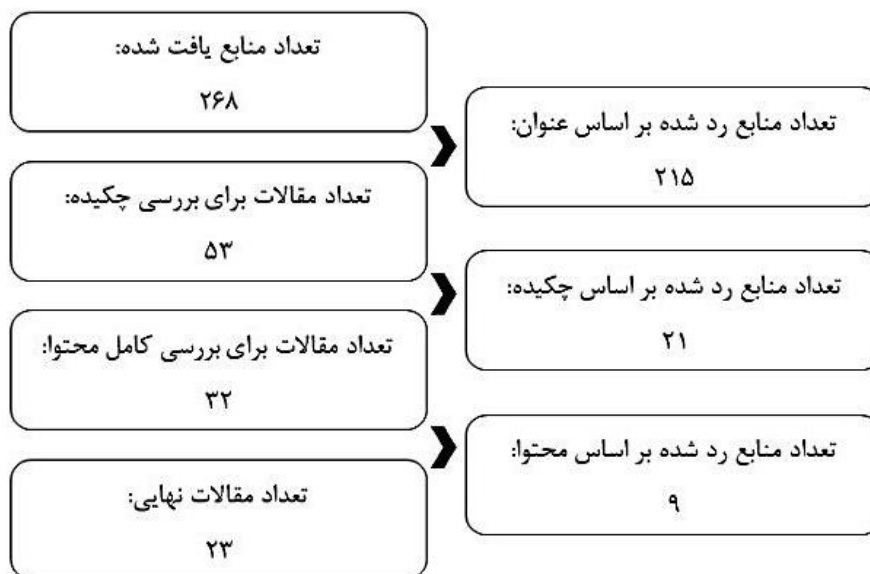 تعداد منابع یافت شده:
۲۶۸
تعداد منابع رد شده بر اساس عنوان:
۲۱۵
تعداد مقالات برای بررسی چکیده:
۵۳
تعداد منابع رد شده بر اساس چکیده:
۲۱
تعداد مقالات برای بررسی کامل محتوا:
۳۲
تعداد منابع رد شده بر اساس محتوا:
۹
تعداد مقالات نهایی:
۲۳